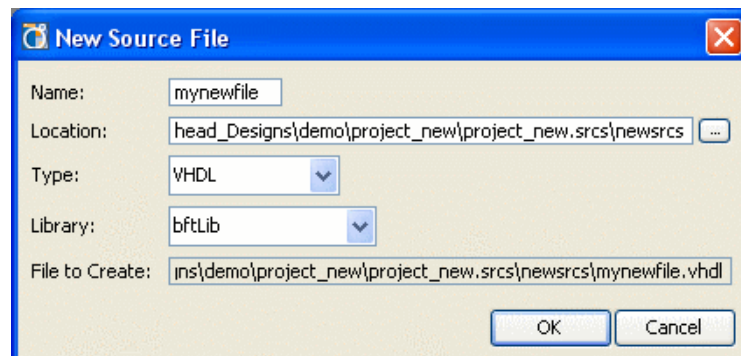 New Source File
Name: mynewfile
Location: head_Designs\demo\project_new\project_new.srcs\newsrcs ...
Type: VHDL
Library: bftLib
File to Create: ıns\demo\project_new\project_new.srcs\newsrcs\mynewfile.vhdl
OK Cancel